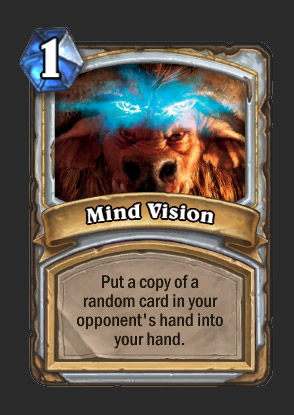 1
Mind Vision
Put a copy of a
random card in your
opponent's hand into
your hand.